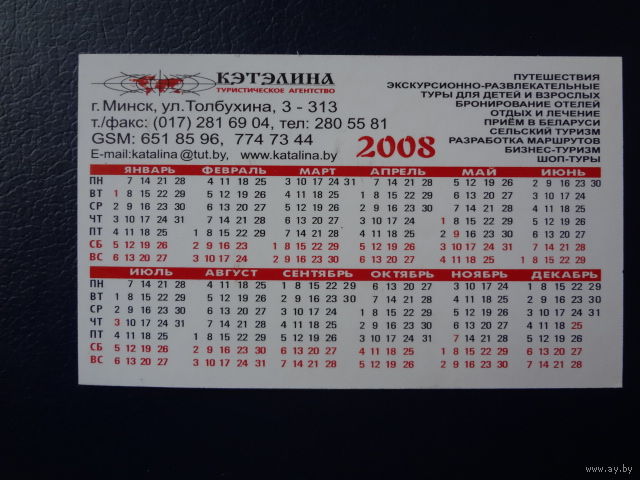 КЭТЭЛИНА
ТУРИСТИЧЕСКОЕ АГЕНТСТВО
г. Минск, ул.Толбухина, 3 - 313
т./факс: (017) 281 69 04, тел: 280 55 81
GSM: 651 85 96, 774 73 44
E-mail:katalina @tut.by, www.katalina.by
ПУТЕШЕСТВИЯ
ЭКСКУРСИОННО-РАЗВЛЕКАТЕЛЬНЫЕ
ТУРЫ ДЛЯ ДЕТЕЙ И ВЗРОСЛЫХ
БРОНИРОВАНИЕ ОТЕЛЕЙ
ОТДЫХ И ЛЕЧЕНИЕ
ПРИЁМ В БЕЛАРУСИ
СЕЛЬСКИЙ ТУРИЗМ
РАЗРАБОТКА МАРШРУТОВ
БИЗНЕС-ТУРИЗМ
ШОП-ТУРЫ
2008
ЯНВАРЬ ФЕВРАЛЬ МАРТ АПРЕЛЬ МАЙ ИЮНЬ
ПН 7 14 21 28 4 11 18 25 3 10 17 24 31 7 14 21 28 5 12 19 26 2 9 16 23 30
ВТ 1 8 15 22 29 5 12 19 26 4 11 18 25 1 8 15 22 29 6 13 20 27 3 10 17 24
СР 2 9 16 23 30 6 13 20 27 5 12 19 26 2 9 16 23 30 7 14 21 28 4 11 18 25
ЧТ 3 10 17 24 31 7 14 21 28 6 13 20 27 3 10 17 24 1 8 15 22 29 5 12 19 26
ПТ 4 11 18 25 1 8 15 22 29 7 14 21 28 4 11 18 25 2 9 16 23 30 6 13 20 27
СБ 5 12 19 26 2 9 16 23 1 8 15 22 29 5 12 19 26 3 10 17 24 31 7 14 21 28
ВС 6 13 20 27 3 10 17 24 2 9 16 23 30 6 13 20 27 4 11 18 25 1 8 15 22 29
ИЮЛЬ АВГУСТ СЕНТЯБРЬ ОКТЯБРЬ НОЯБРЬ ДЕКАБРЬ
ПН 7 14 21 28 4 11 18 25 1 8 15 22 29 6 13 20 27 3 10 17 24 1 8 15 22 29
ВТ 1 8 15 22 29 5 12 19 26 2 9 16 23 30 7 14 21 28 4 11 18 25 2 9 16 23 30
СР 2 9 16 23 30 6 13 20 27 3 10 17 24 1 8 15 22 29 5 12 19 26 3 10 17 24 31
ЧТ 3 10 17 24 31 7 14 21 28 4 11 18 25 2 9 16 23 30 6 13 20 27 4 11 18 25
ПТ 4 11 18 25 1 8 15 22 29 5 12 19 26 3 10 17 24 31 7 14 21 28 5 12 19 26
СБ 5 12 19 26 2 9 16 23 30 6 13 20 27 4 11 18 25 1 8 15 22 29 6 13 20 27
ВС 6 13 20 27 3 10 17 24 31 7 14 21 28 5 12 19 26 2 9 16 23 30 7 14 21 28
www.ay.by